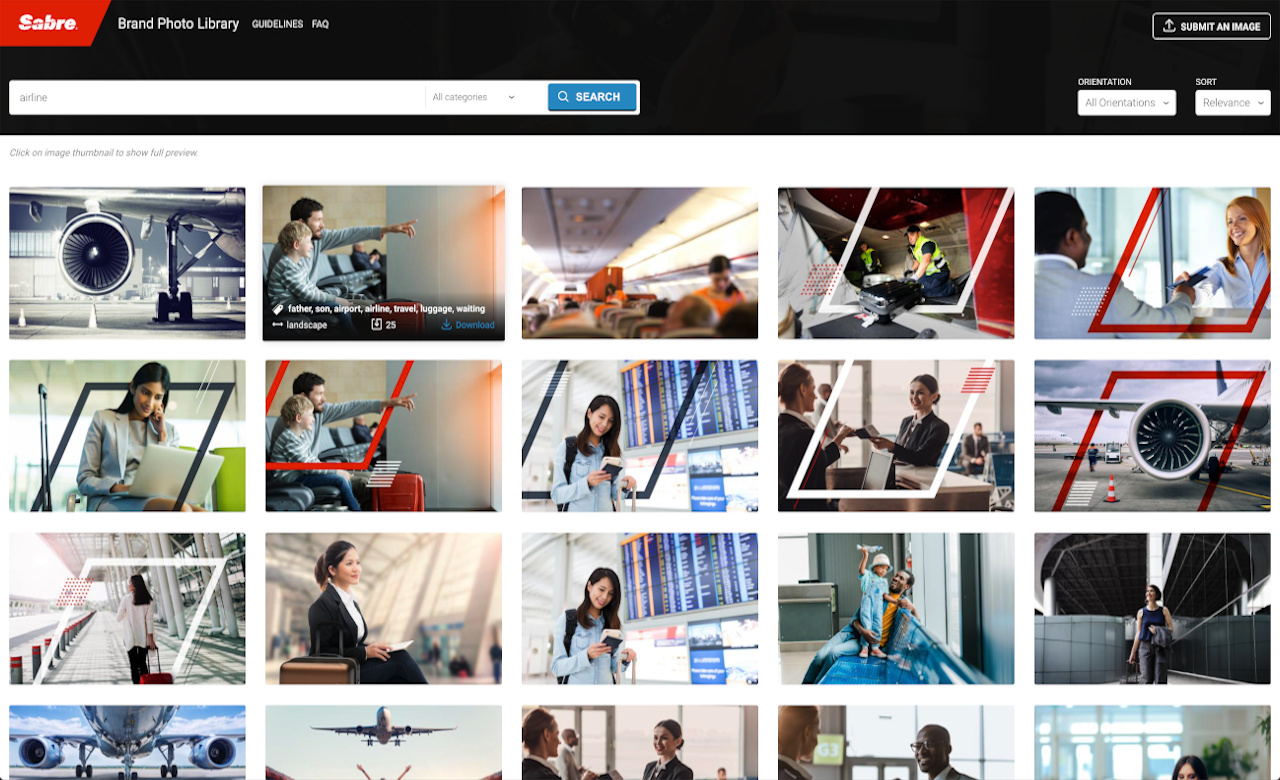 Sabre.
Brand Photo Library GUIDELINES FAQ
SUBMIT AN IMAGE
ORIENTATION SORT
airline All categories SEARCH All Orientations Relevance
Click on image thumbnail to show full preview.
father, son, airport, airline, travel, luggage, waiting
landscape 25 Download
G3